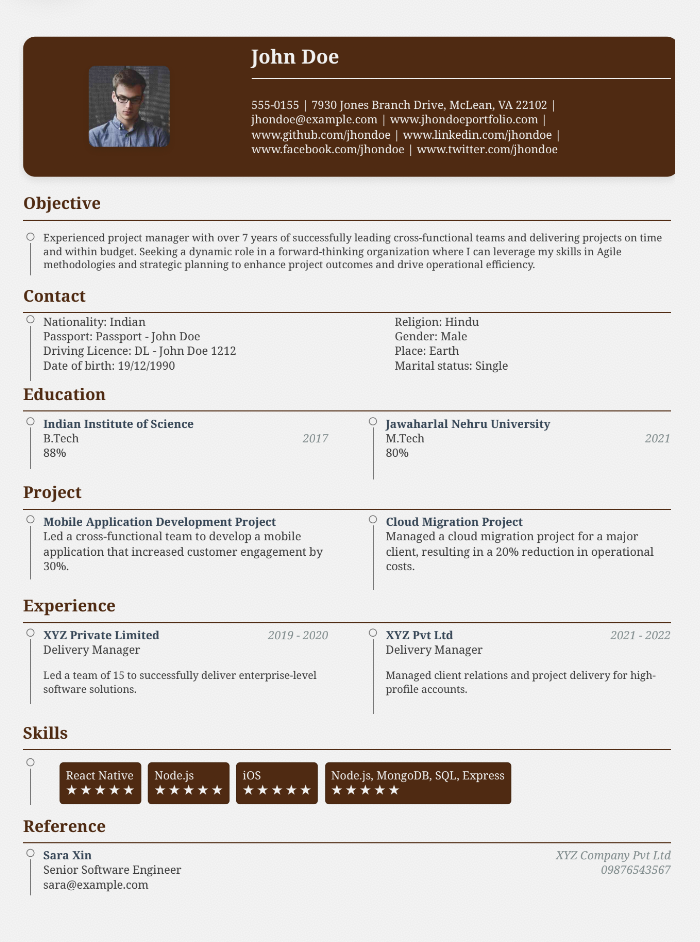 John Doe
555-0155 | 7930 Jones Branch Drive, McLean, VA 22102 |
jhondoe@example.com | www.jhondoeportfolio.com |
www.github.com/jhondoe | www.linkedin.com/jhondoe |
www.facebook.com/jhondoe | www.twitter.com/jhondoe
Objective
Experienced project manager with over 7 years of successfully leading cross-functional teams and delivering projects on time
and within budget. Seeking a dynamic role in a forward-thinking organization where I can leverage my skills in Agile
methodologies and strategic planning to enhance project outcomes and drive operational efficiency.
Contact
Nationality: Indian
Passport: Passport - John Doe
Driving Licence: DL - John Doe 1212
Date of birth: 19/12/1990
Religion: Hindu
Gender: Male
Place: Earth
Marital status: Single
Education
Indian Institute of Science
B.Tech 2017
88%
Jawaharlal Nehru University
M.Tech 2021
80%
Project
Mobile Application Development Project
Led a cross-functional team to develop a mobile
application that increased customer engagement by
30%.
Cloud Migration Project
Managed a cloud migration project for a major
client, resulting in a 20% reduction in operational
costs.
Experience
XYZ Private Limited 2019 - 2020
Delivery Manager
Led a team of 15 to successfully deliver enterprise-level
software solutions.
XYZ Pvt Ltd 2021 - 2022
Delivery Manager
Managed client relations and project delivery for high-
profile accounts.
Skills
React Native
★★★★★
Node.js
★★★★★
iOS
★★★★★
Node.js, MongoDB, SQL, Express
★★★★★
Reference
Sara Xin XYZ Company Pvt Ltd
Senior Software Engineer 09876543567
sara@example.com